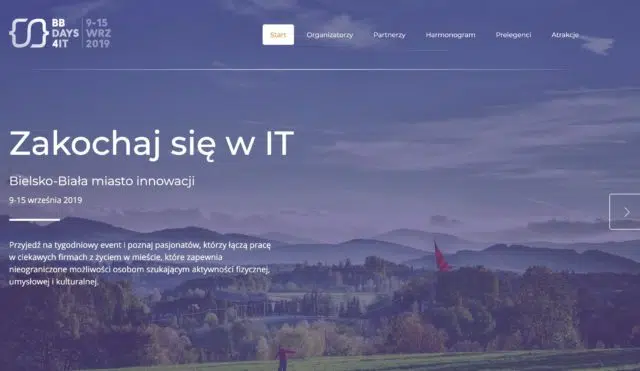 BB
DAYS
4IT
9-15
WRZ
2019
Start
Organizatorzy
Partnerzy
Harmonogram
Prelegenci
Atrakcje
Zakochaj się w IT
Bielsko-Biała miasto innowacji
9-15 września 2019
Przyjedź na tygodniowy event i poznaj pasjonatów, którzy łączą pracę
w ciekawych firmach z życiem w mieście, które zapewnia
nieograniczone możliwości osobom szukającym aktywności fizycznej,
umysłowej i kulturalnej.